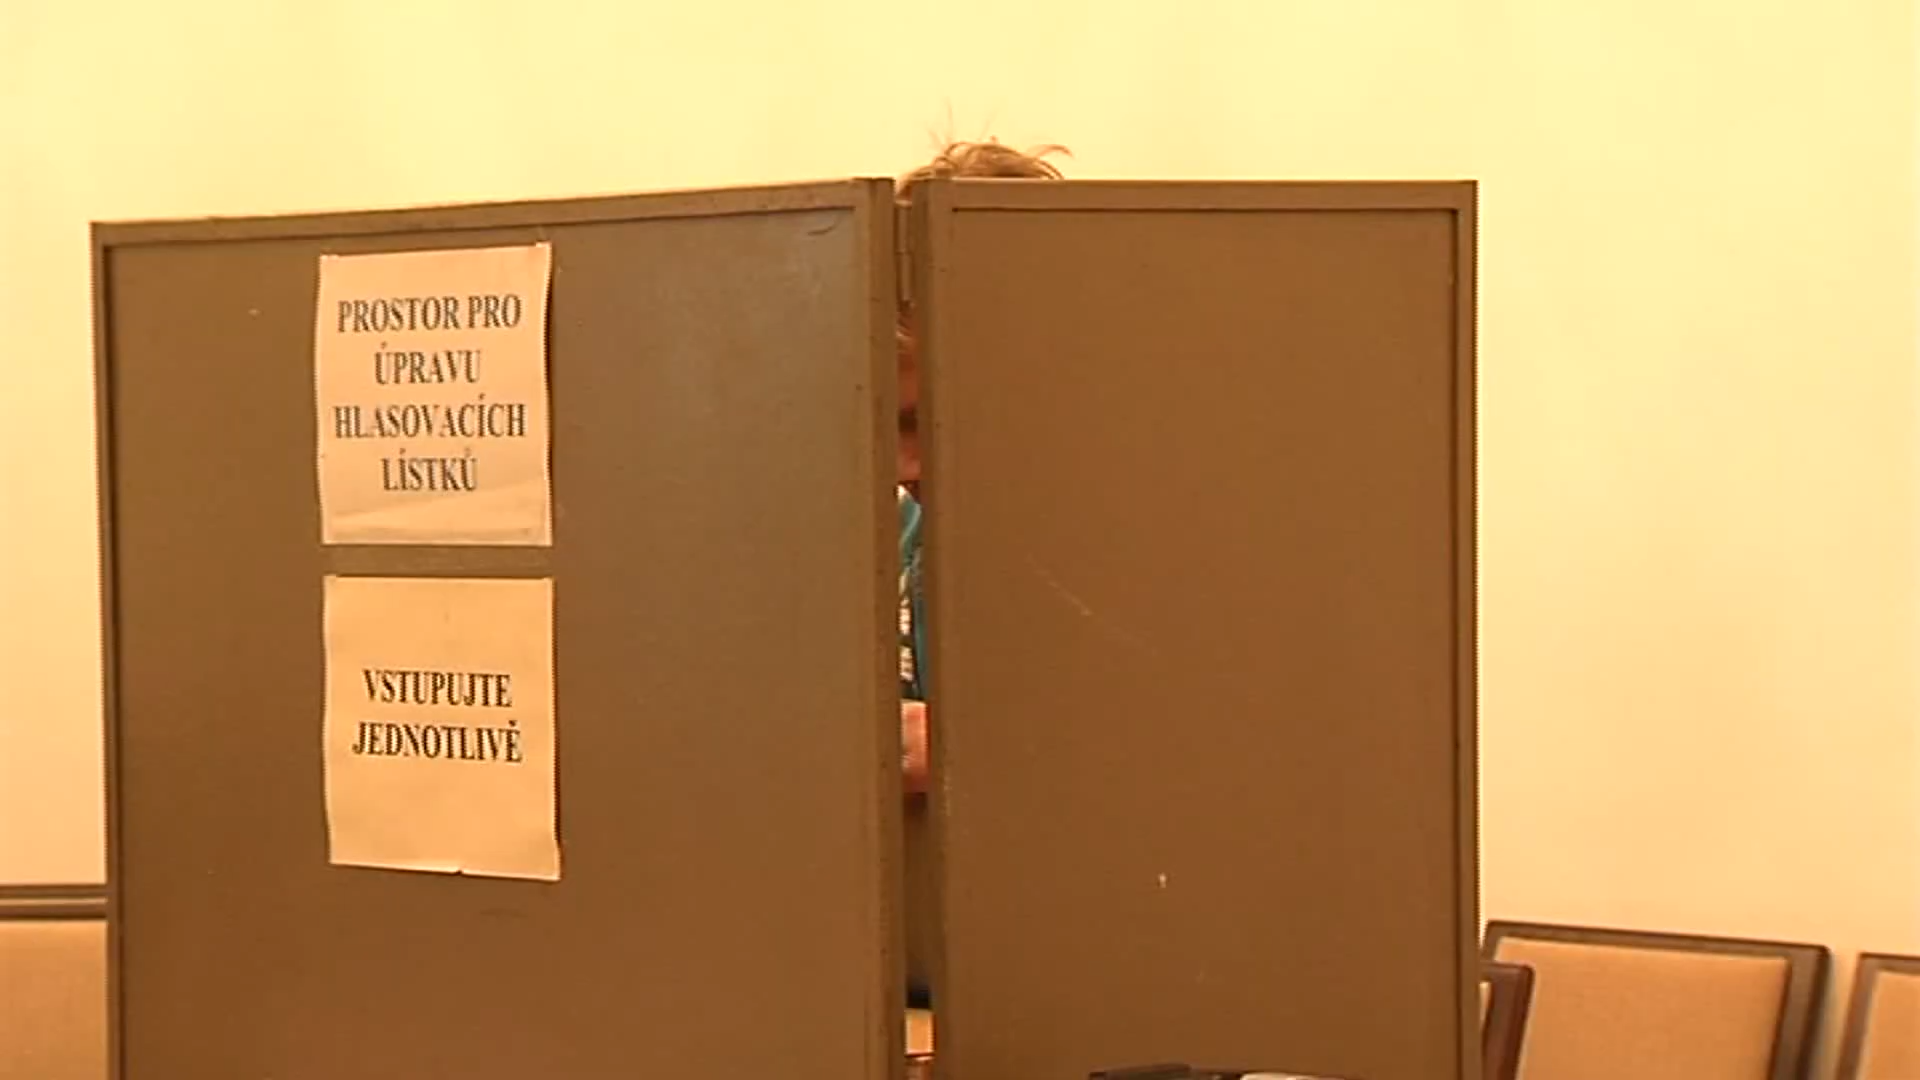 PROSTOR PRO
ÚPRAVU
HLASOVACÍCH
LÍSTKŮ
VSTUPUJTE
JEDNOTLIVĚ